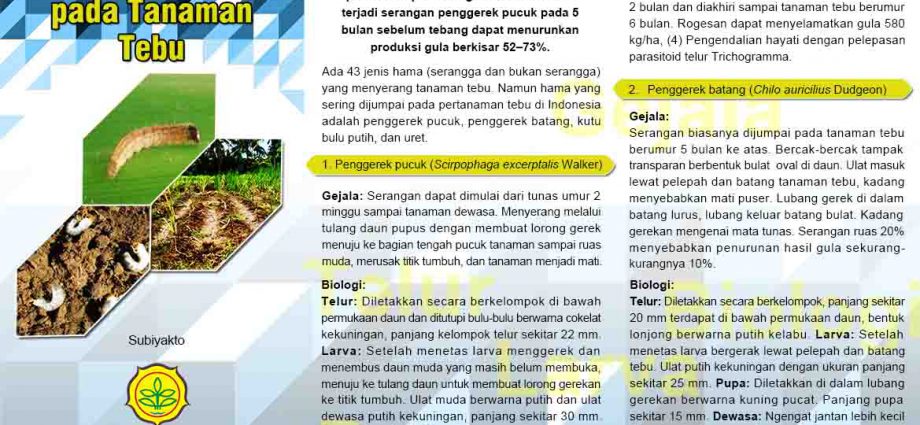 pada Tanaman
Tebu
Subiyakto
terjadi serangan penggerek pucuk pada 5
bulan sebelum tebang dapat menurunkan
produksi gula berkisar 52–73%.
Ada 43 jenis hama (serangga dan bukan serangga)
yang menyerang tanaman tebu. Namun hama yang
sering dijumpai pada pertanaman tebu di Indonesia
adalah penggerek pucuk, penggerek batang, kutu
bulu putih, dan uret.
1. Penggerek pucuk (Scirpophaga excerptalis Walker)
Gejala: Serangan dapat dimulai dari tunas umur 2
minggu sampai tanaman dewasa. Menyerang melalui
tulang daun pupus dengan membuat lorong gerek
menuju ke bagian tengah pucuk tanaman sampai ruas
muda, merusak titik tumbuh, dan tanaman menjadi mati.
Biologi:
Telur: Diletakkan secara berkelompok di bawah
permukaan daun dan ditutupi bulu-bulu berwarna cokelat
kekuningan, panjang kelompok telur sekitar 22 mm.
Larva: Setelah menetas larva menggerek dan
menembus daun muda yang masih belum membuka,
menuju ke tulang daun untuk membuat lorong gerekan
ke titik tumbuh. Ulat muda berwarna putih dan ulat
dewasa putih kekuningan, panjang sekitar 30 mm.
2 bulan dan diakhiri sampai tanaman tebu berumur
6 bulan. Rogesan dapat menyelamatkan gula 580
kg/ha, (4) Pengendalian hayati dengan pelepasan
parasitoid telur Trichogramma.
2. Penggerek batang (Chilo auricilius Dudgeon)
Gejala:
Serangan biasanya dijumpai pada tanaman tebu
berumur 5 bulan ke atas. Bercak-bercak tampak
transparan berbentuk bulat oval di daun. Ulat masuk
lewat pelepah dan batang tanaman tebu, kadang
menyebabkan mati puser. Lubang gerek di dalam
batang lurus, lubang keluar batang bulat. Kadang
gerekan mengenai mata tunas. Serangan ruas 20%
menyebabkan penurunan hasil gula sekurang-
kurangnya 10%.
Biologi:
Telur: Diletakkan secara berkelompok, panjang sekitar
20 mm terdapat di bawah permukaan daun, bentuk
lonjong berwarna putih kelabu. Larva: Setelah
menetas larva bergerak lewat pelepah dan batang
tebu. Ulat putih kekuningan dengan ukuran panjang
sekitar 25 mm. Pupa: Diletakkan di dalam lubang
gerekan berwarna kuning pucat. Panjang pupa
sekitar 15 mm. Dewasa: Ngengat jantan lebih kecil